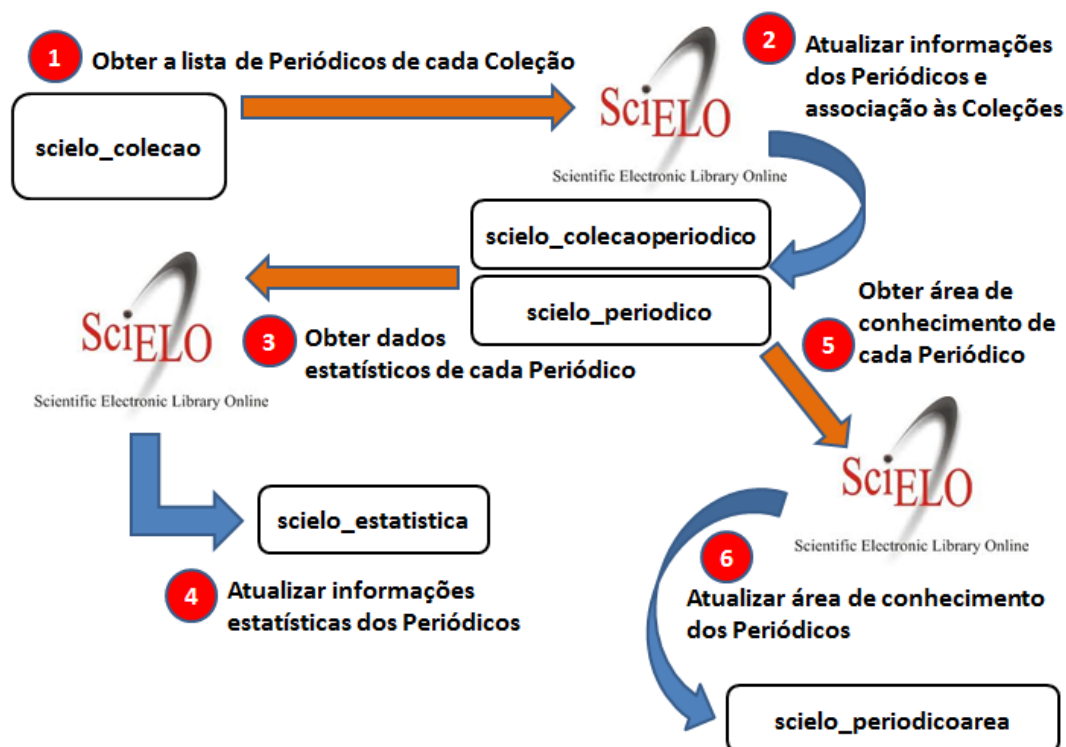 1
Obter a lista de Periódicos de cada Coleção
scielo_colecao
SciELO
Scientific Electronic Library Online
2
Atualizar informações
dos Periódicos e
associação às Coleções
scielo_colecaoperiodico
scielo_periodico
SciELO
Scientific Electronic Library Online
3
Obter dados
estatísticos de cada Periódico
scielo_estatistica
4
Atualizar informações
estatísticas dos Periódicos
5
Obter área de
conhecimento de
cada Periódico
SciELO
Scientific Electronic Library Online
6
Atualizar área de conhecimento
dos Periódicos
scielo_periodicoarea